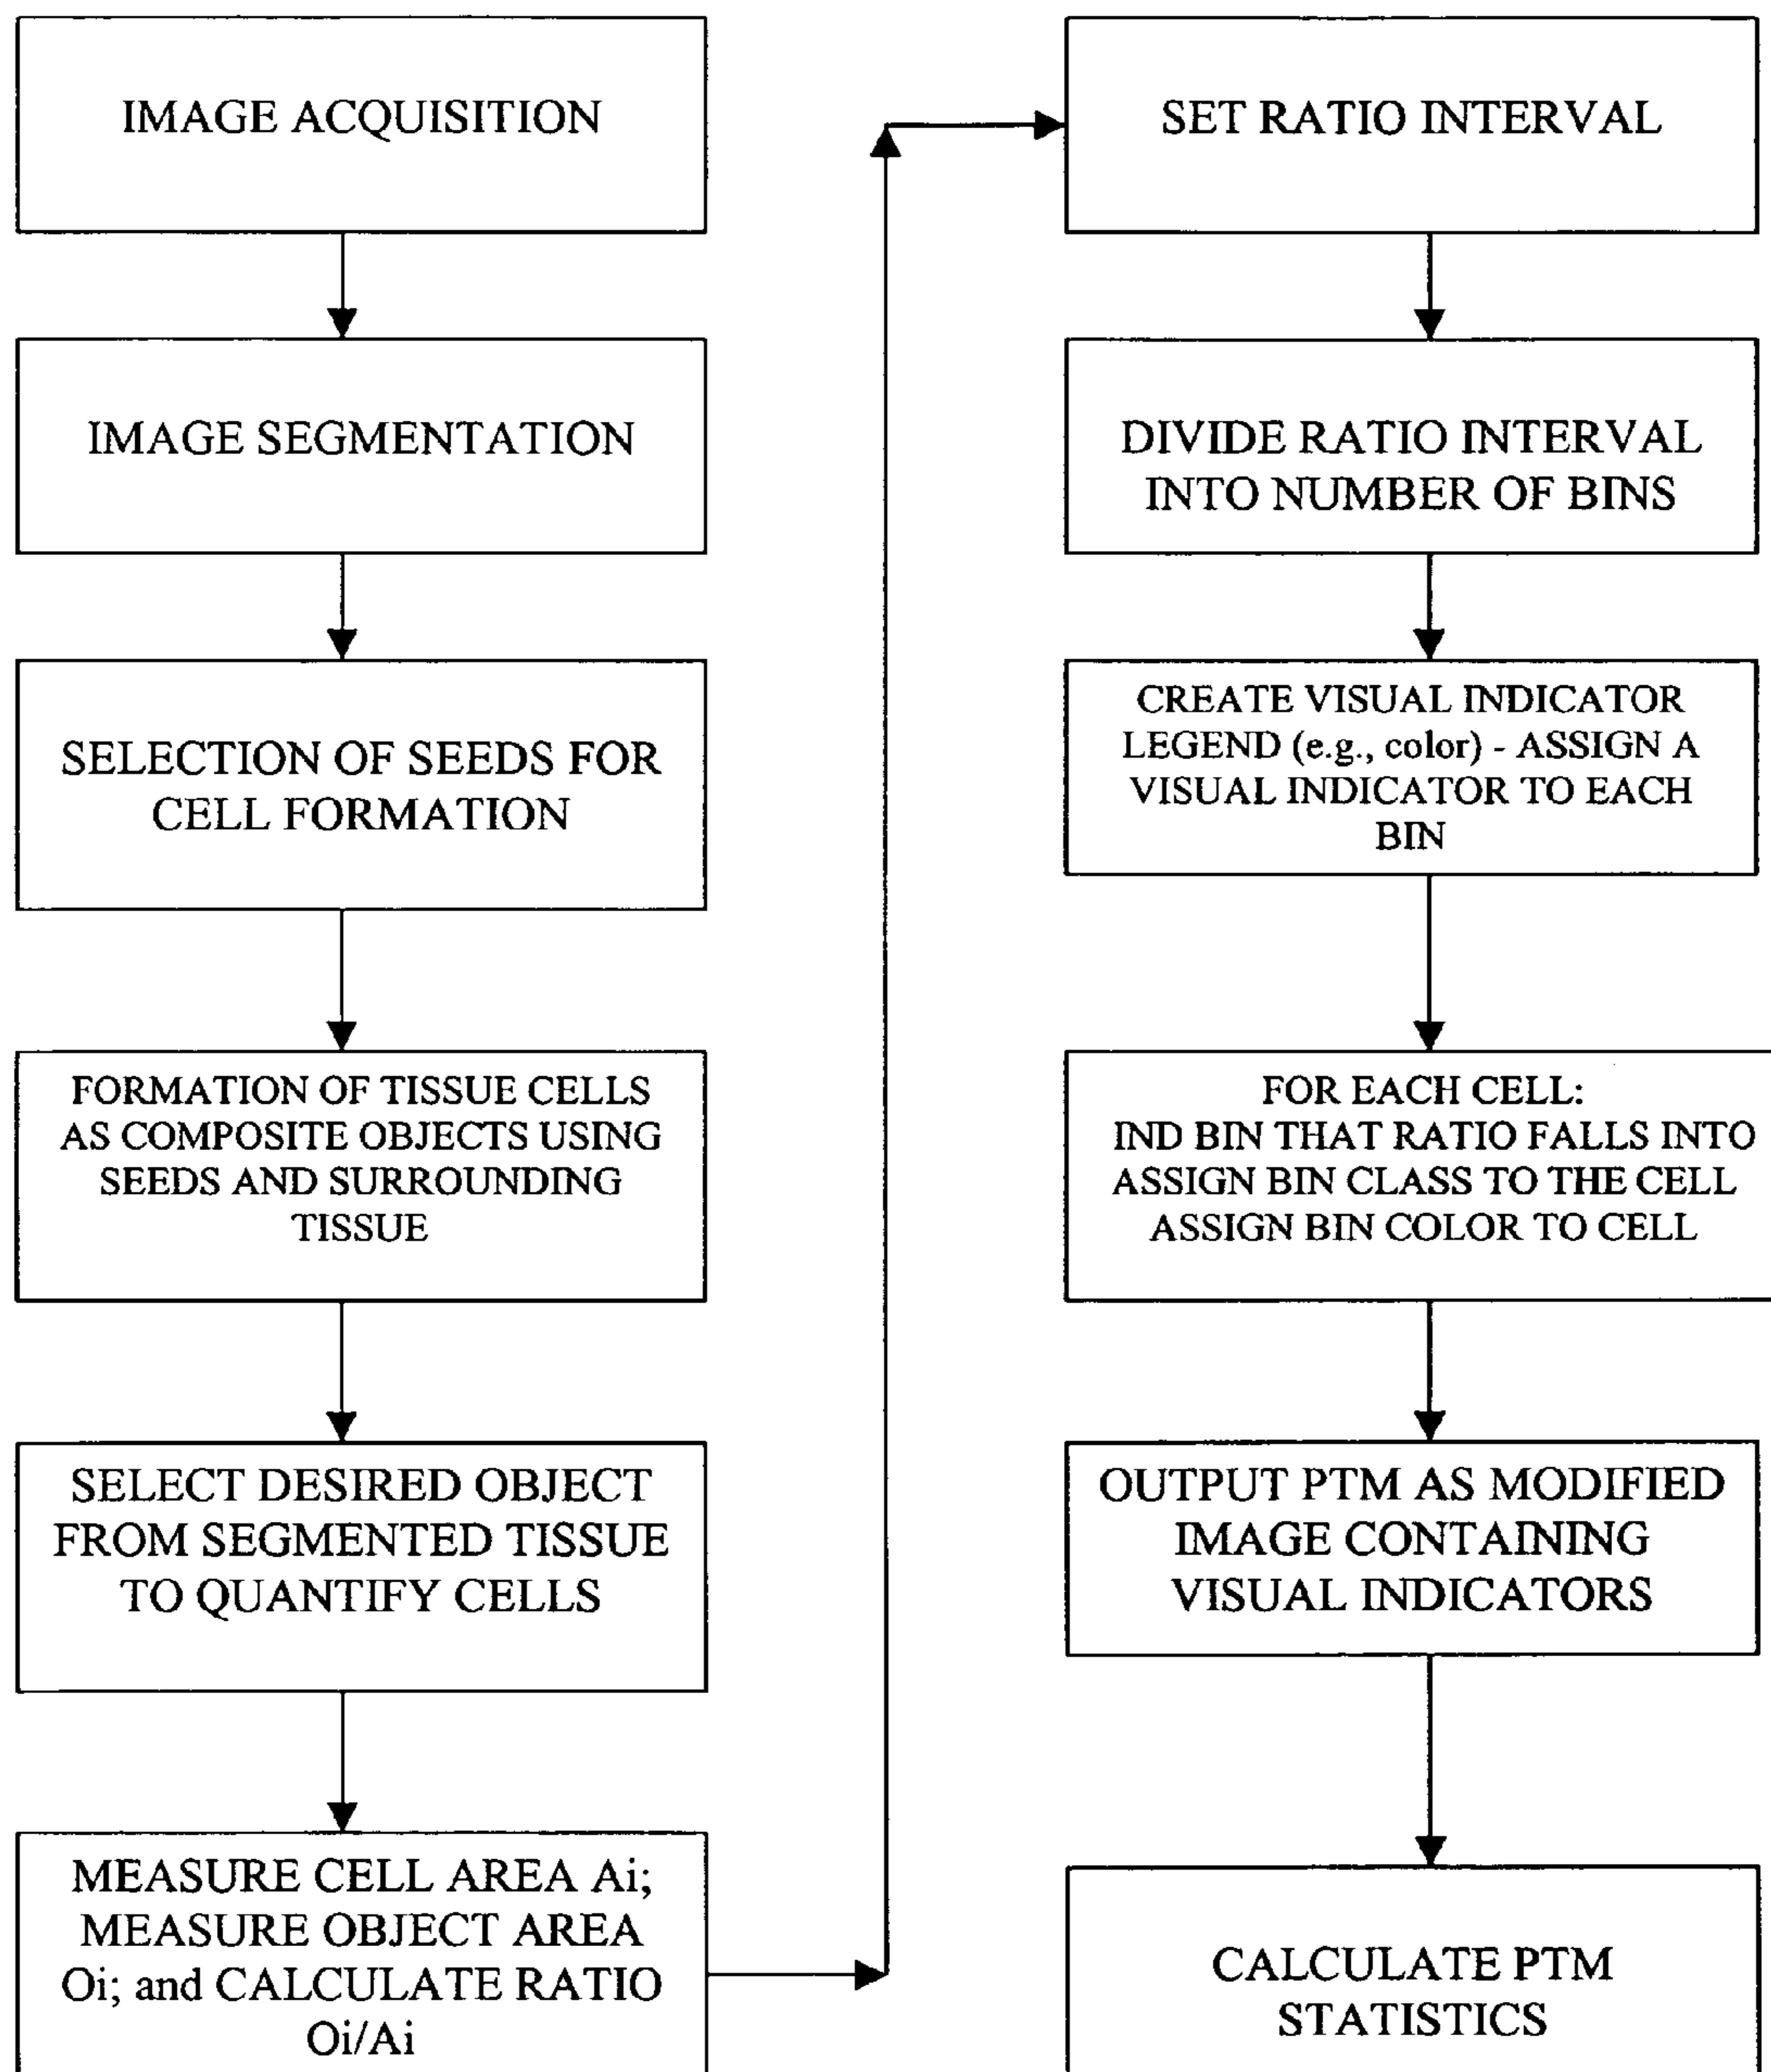 IMAGE ACQUISITION
IMAGE SEGMENTATION
SELECTION OF SEEDS FOR
CELL FORMATION
FORMATION OF TISSUE CELLS
AS COMPOSITE OBJECTS USING
SEEDS AND SURROUNDING
TISSUE
SELECT DESIRED OBJECT
FROM SEGMENTED TISSUE
TO QUANTIFY CELLS
MEASURE CELL AREA Ai;
MEASURE OBJECT AREA
Oi; and CALCULATE RATIO
Oi/Ai
SET RATIO INTERVAL
DIVIDE RATIO INTERVAL
INTO NUMBER OF BINS
CREATE VISUAL INDICATOR
LEGEND (e.g., color) - ASSIGN A
VISUAL INDICATOR TO EACH
BIN
FOR EACH CELL:
IND BIN THAT RATIO FALLS INTO
ASSIGN BIN CLASS TO THE CELL
ASSIGN BIN COLOR TO CELL
OUTPUT PTM AS MODIFIED
IMAGE CONTAINING
VISUAL INDICATORS
CALCULATE PTM
STATISTICS